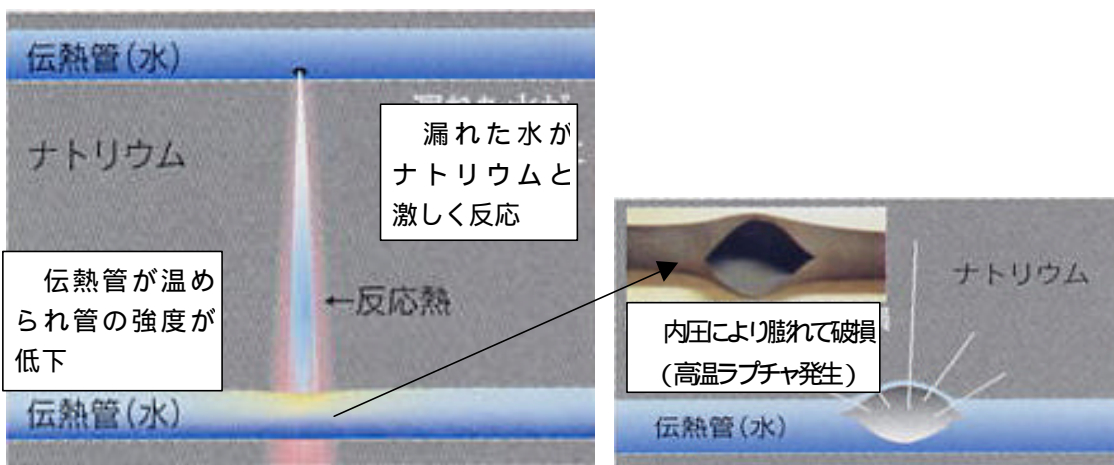 伝熱管(水)
ナトリウム
漏れた水が
ナトリウムと
激しく反応
伝熱管が温め
られ管の強度が
低下
←反応熱
伝熱管(水)
ナトリウム
内圧により膨れて破損
(高温ラプチャ発生)
伝熱管(水)